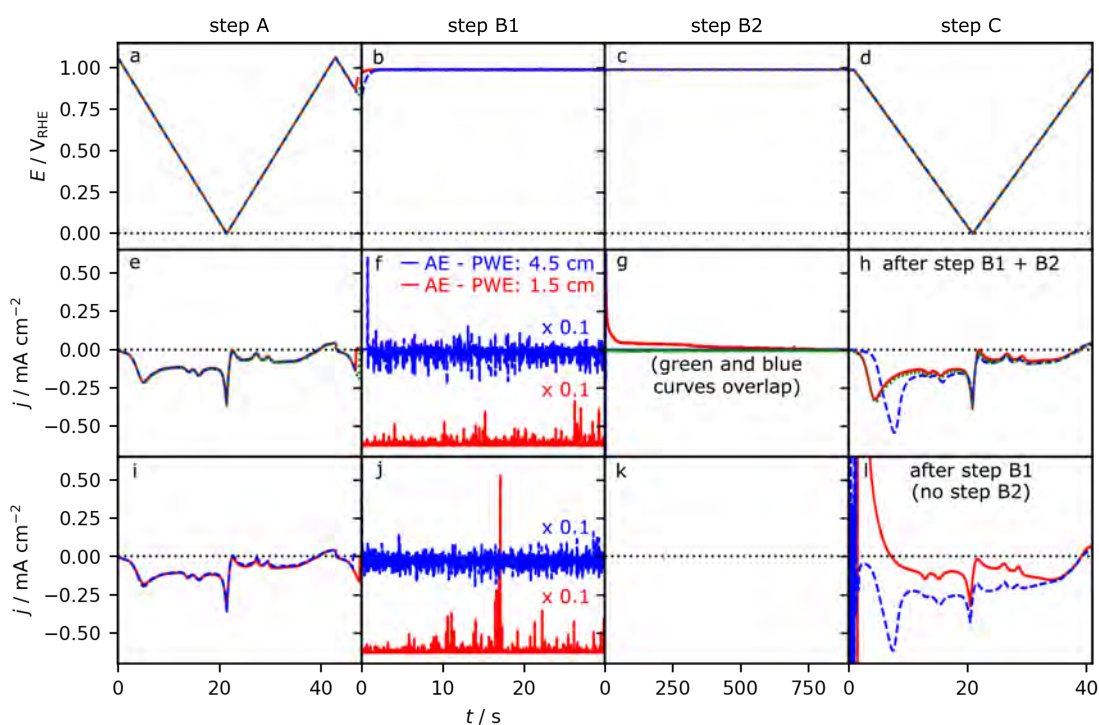 step A step B1 step B2 step C
a b c d
1.00
0.75
0.50
0.25
0.00
E / V_RHE
e f g h after step B1 + B2
AE - PWE: 4.5 cm
AE - PWE: 1.5 cm
x 0.1
x 0.1
(green and blue
curves overlap)
0.50
0.25
0.00
−0.25
−0.50
j / mA cm⁻²
i j k l after step B1
(no step B2)
x 0.1
x 0.1
0.50
0.25
0.00
−0.25
−0.50
j / mA cm⁻²
0 20 40 0 20 0 250 500 750 0 20 40
t / s